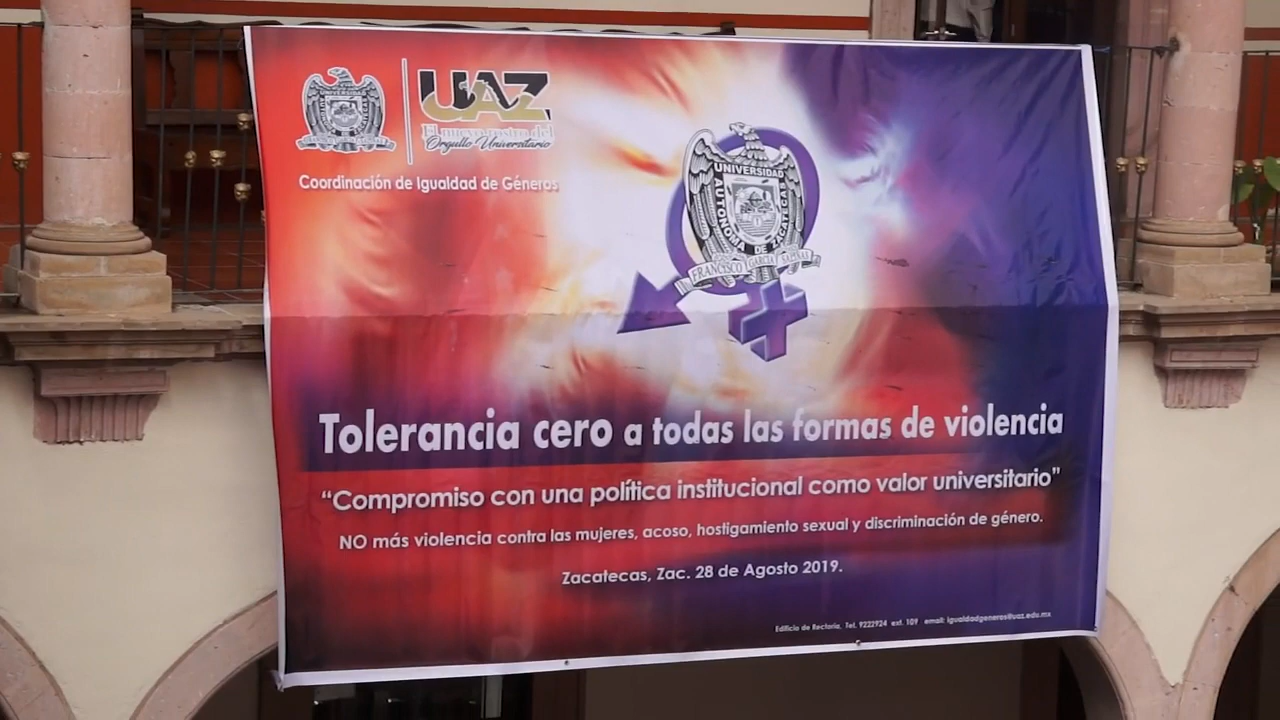 UNIVERSIDAD
UAZ
El nuevo rostro del
Orgullo Universitario
Coordinación de Igualdad de Géneros
UNIVERSIDAD
AUTONOMA DE ZACATECAS
FRANCISCO GARCIA SALINAS
Tolerancia cero a todas las formas de violencia
“Compromiso con una política institucional como valor universitario”
NO más violencia contra las mujeres, acoso, hostigamiento sexual y discriminación de género.
Zacatecas, Zac. 28 de Agosto 2019.
Edificio de Rectoría, Tel. 9222924 ext. 109 email: igualdadgeneros@uaz.edu.mx